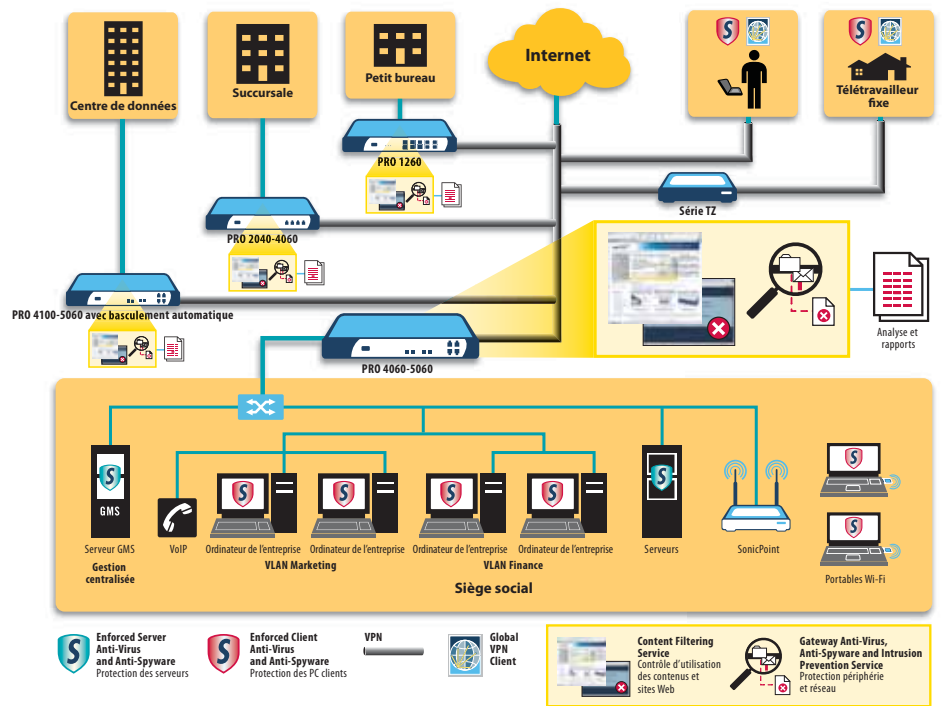 Centre de données
Succursale
Petit bureau
Internet
S
S
Télétravailleur
fixe
PRO 1260
Série TZ
PRO 2040-4060
PRO 4100-5060 avec basculement automatique
PRO 4060-5060
Analyse et
rapports
S
GMS
S
S
S
S
S
S
S
Serveur GMS
Gestion
centralisée
VoIP
Ordinateur de l'entreprise
Ordinateur de l'entreprise
VLAN Marketing
Ordinateur de l'entreprise
Ordinateur de l'entreprise
VLAN Finance
Serveurs
SonicPoint
Portables Wi-Fi
Siège social
S
Enforced Server
Anti-Virus
and Anti-Spyware
Protection des serveurs
S
Enforced Client
Anti-Virus
and Anti-Spyware
Protection des PC clients
VPN
Global
VPN
Client
Content Filtering
Service
Contrôle d'utilisation
des contenus et
sites Web
Gateway Anti-Virus,
Anti-Spyware and Intrusion
Prevention Service
Protection périphérie
et réseau